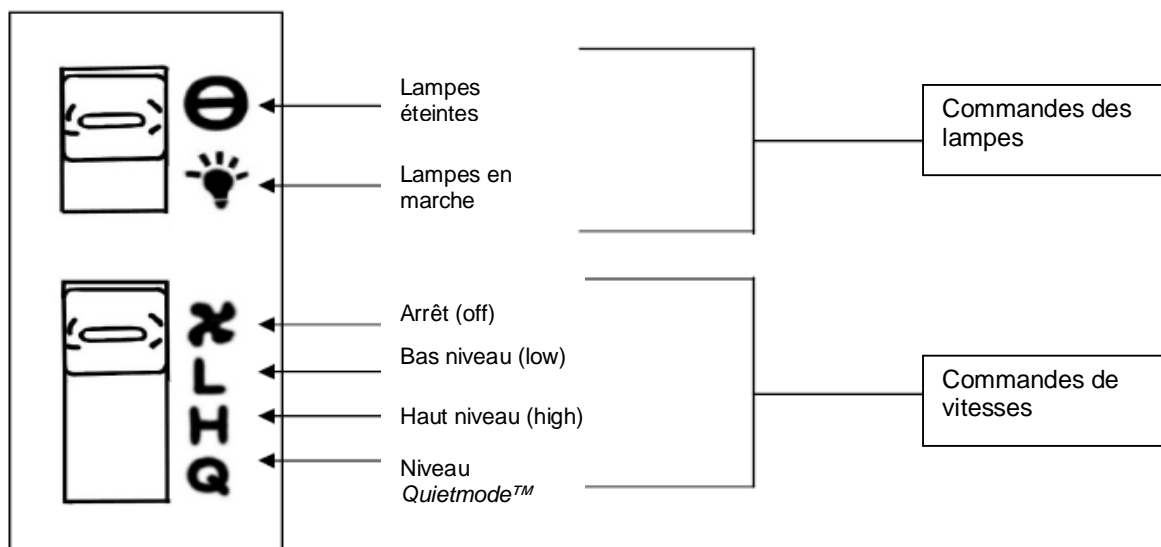 Lampes
éteintes
Commandes des
lampes
Lampes en
marche
Arrêt (off)
L
Bas niveau (low)
Commandes de
vitesses
H
Haut niveau (high)
Q
Niveau
Quietmode™